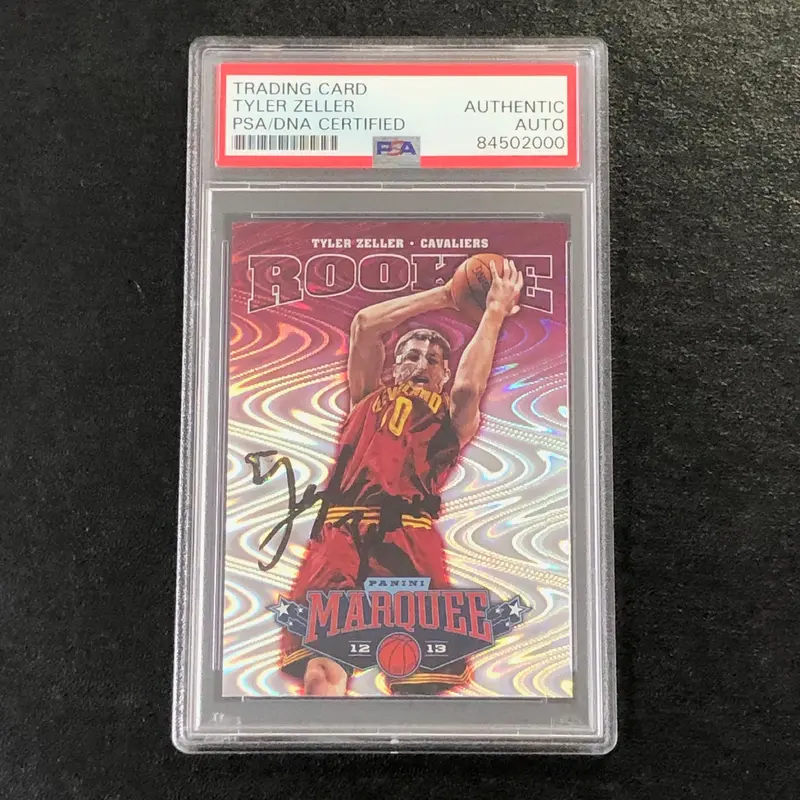 TRADING CARD
TYLER ZELLER
PSA/DNA CERTIFIED
AUTHENTIC
AUTO
84502000
PSA
TYLER ZELLER • CAVALIERS
ROOKIE
CLEVELAND
40
PANINI
MARQUEE
12 13